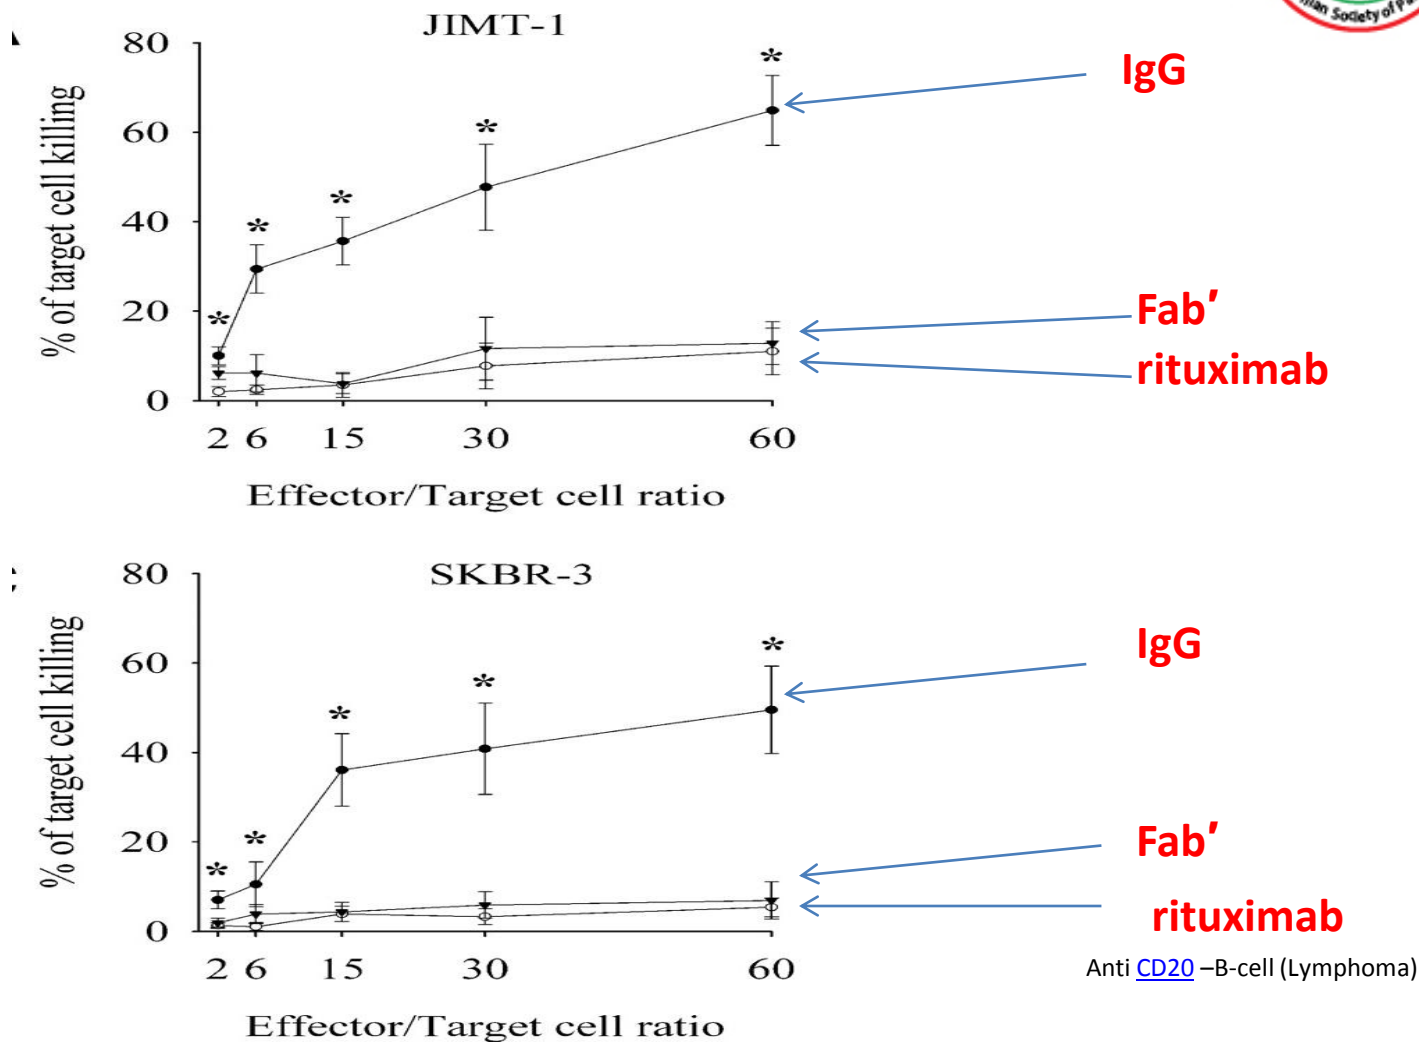 JIMT-1
80
60
40
20
0
% of target cell killing
* * * * *
2 6 15 30 60
Effector/Target cell ratio
IgG
Fab′
rituximab
Society of
SKBR-3
80
60
40
20
0
% of target cell killing
* * * * *
2 6 15 30 60
Effector/Target cell ratio
IgG
Fab′
rituximab
Anti CD20 –B-cell (Lymphoma)